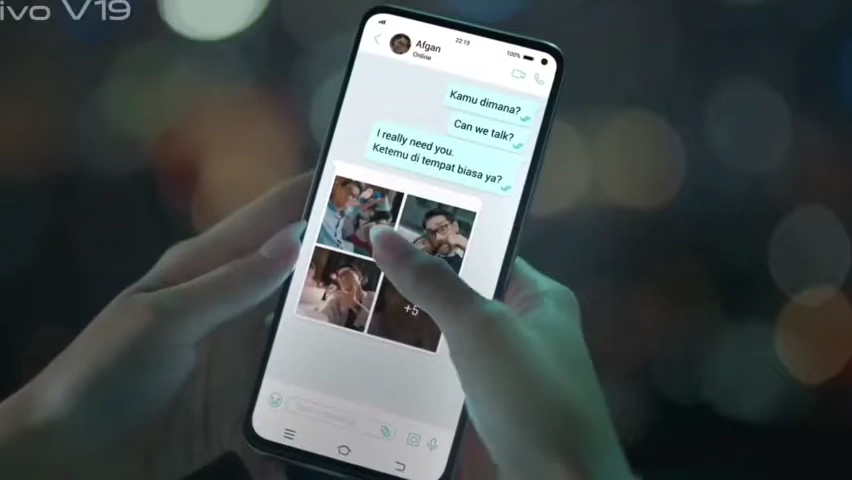 ivo V19
22:19
100%
Afgan
Online
Kamu dimana?
Can we talk?
I really need you.
Ketemu di tempat biasa ya?
+5